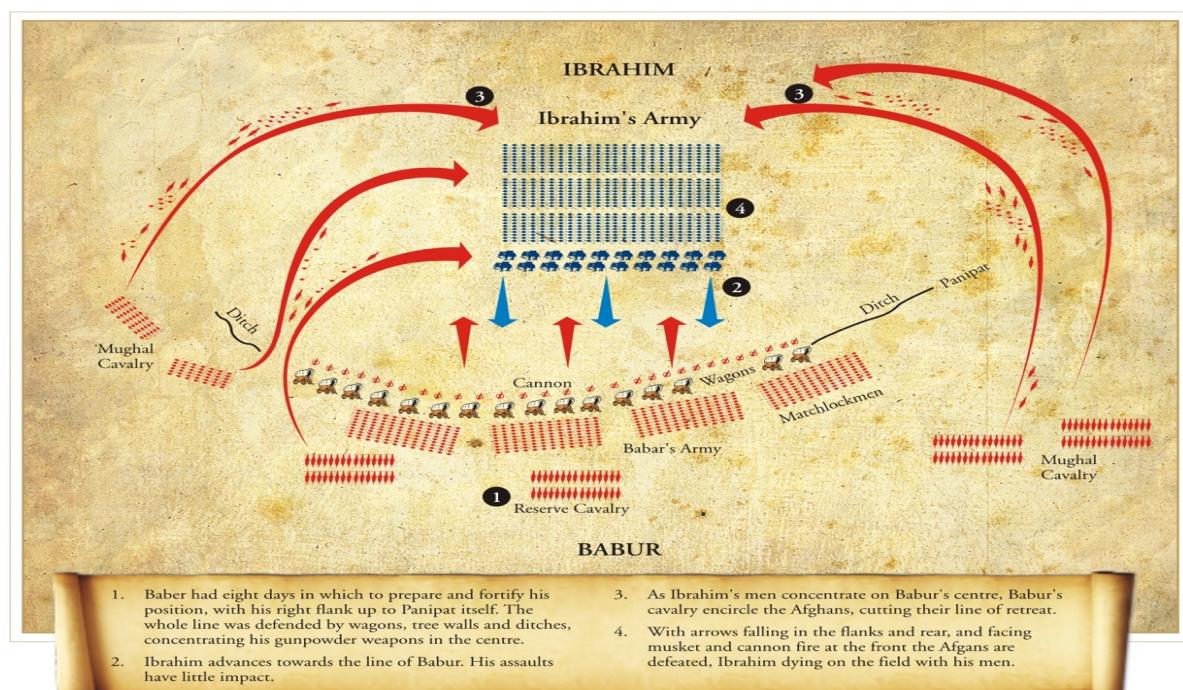 IBRAHIM
3
3
Ibrahim's Army
4
2
Ditch
Panipat
Ditch
Mughal
Cavalry
Cannon
Wagons
Matchlockmen
Babar's Army
Mughal
Cavalry
1
Reserve Cavalry
BABUR
1. Baber had eight days in which to prepare and fortify his
position, with his right flank up to Panipat itself. The
whole line was defended by wagons, tree walls and ditches,
concentrating his gunpowder weapons in the centre.
2. Ibrahim advances towards the line of Babur. His assaults
have little impact.
3. As Ibrahim's men concentrate on Babur's centre, Babur's
cavalry encircle the Afghans, cutting their line of retreat.
4. With arrows falling in the flanks and rear, and facing
musket and cannon fire at the front the Afgans are
defeated, Ibrahim dying on the field with his men.